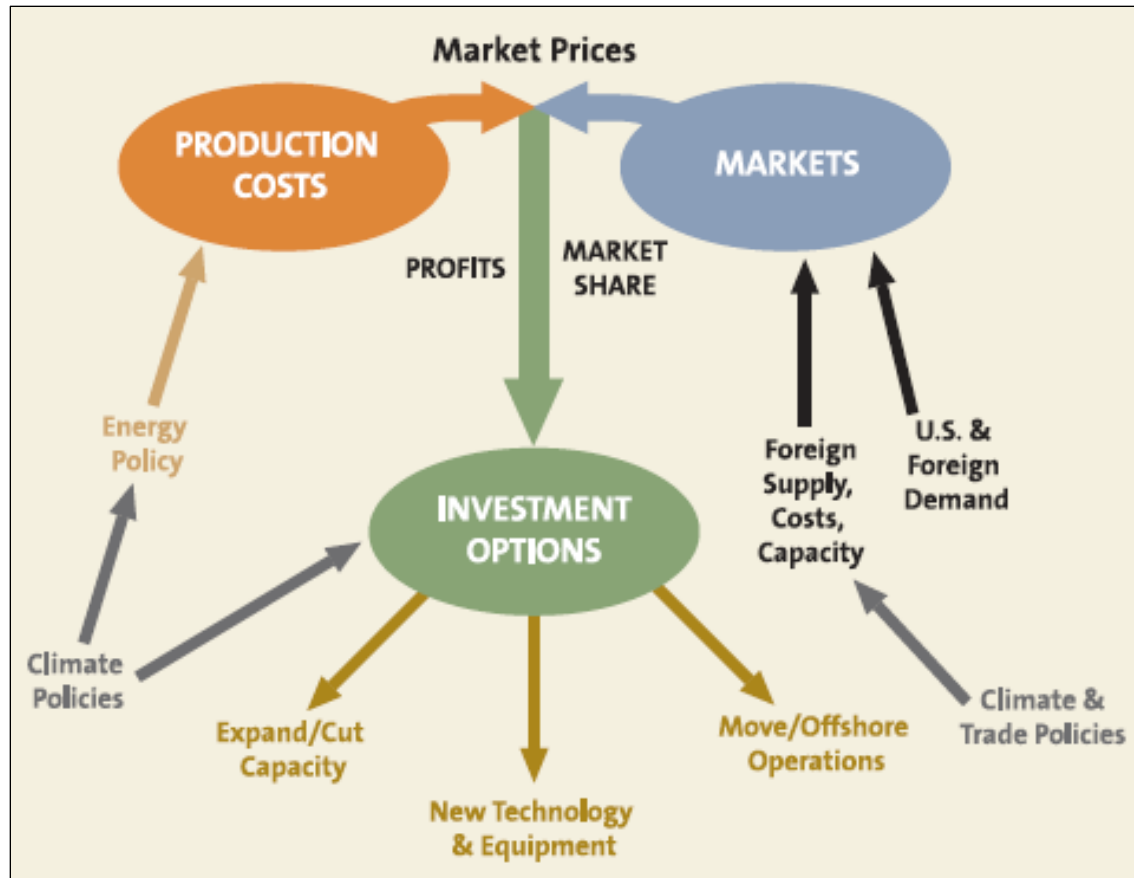 Market Prices
PRODUCTION
COSTS
MARKETS
PROFITS
MARKET
SHARE
Energy
Policy
Foreign
Supply,
Costs,
Capacity
U.S. &
Foreign
Demand
INVESTMENT
OPTIONS
Climate
Policies
Expand/Cut
Capacity
New Technology
& Equipment
Move/Offshore
Operations
Climate &
Trade Policies